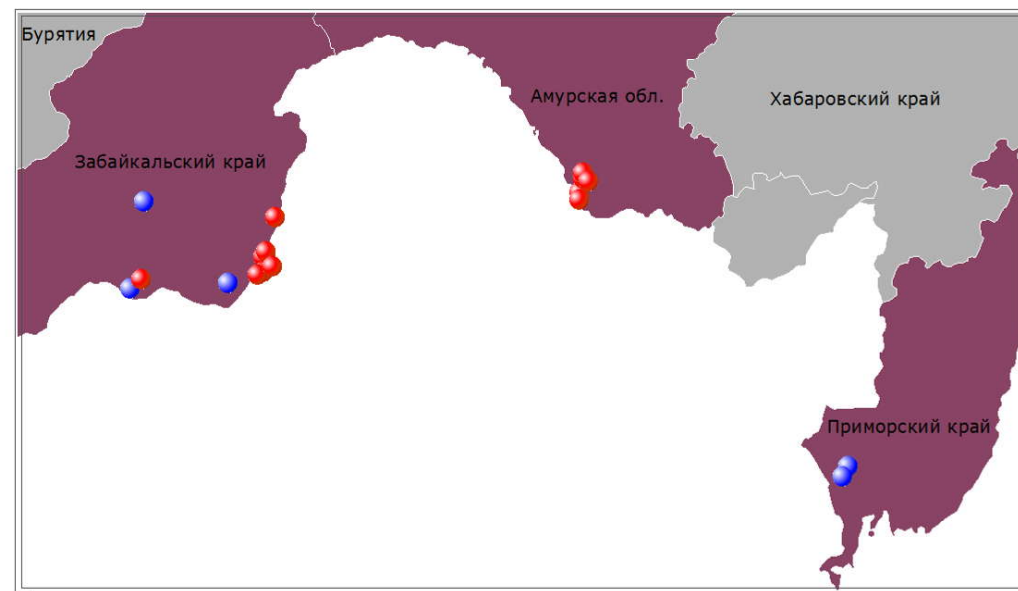 Бурятия
Амурская обл.
Хабаровский край
Забайкальский край
Приморский край